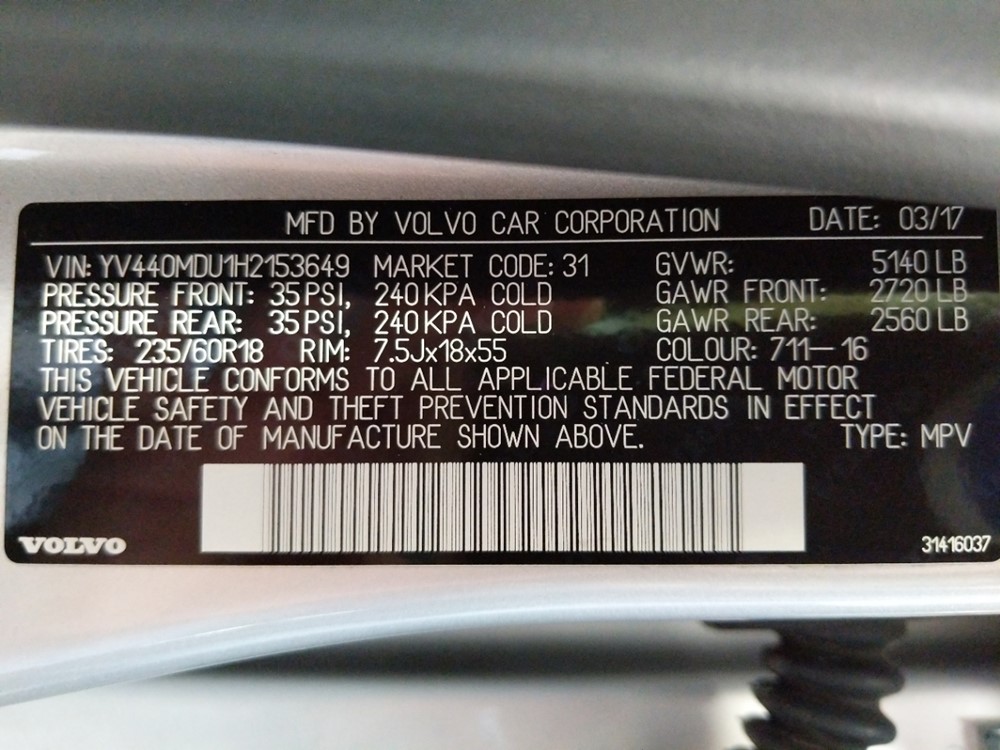 MFD BY VOLVO CAR CORPORATION DATE: 03/17
VIN: YV440MDU1H2153649 MARKET CODE: 31 GVWR: 5140 LB
PRESSURE FRONT: 35 PSI, 240 KPA COLD GAWR FRONT: 2720 LB
PRESSURE REAR: 35 PSI, 240 KPA COLD GAWR REAR: 2560 LB
TIRES: 235/60R18 RIM: 7.5Jx18x55 COLOUR: 711—16
THIS VEHICLE CONFORMS TO ALL APPLICABLE FEDERAL MOTOR
VEHICLE SAFETY AND THEFT PREVENTION STANDARDS IN EFFECT
ON THE DATE OF MANUFACTURE SHOWN ABOVE. TYPE: MPV
VOLVO 31416037